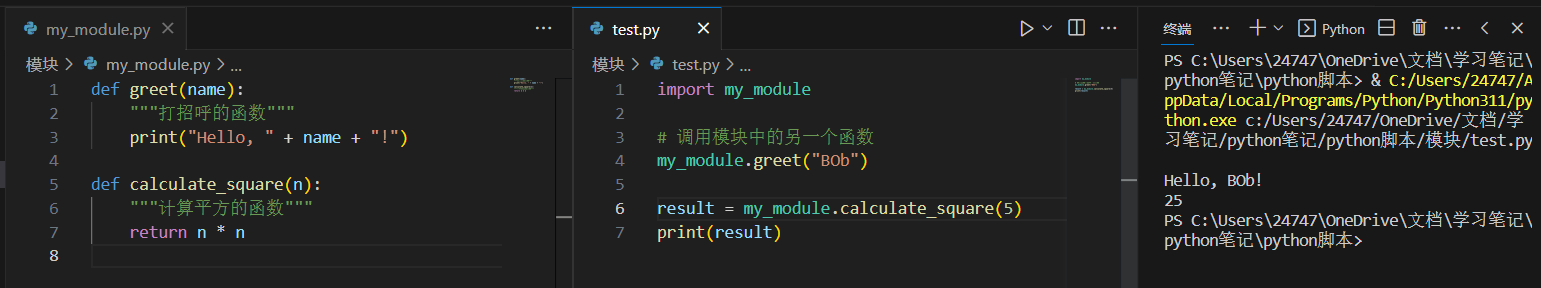 my_module.py
模块 > my_module.py > ...
1 def greet(name):
2 """打招呼的函数"""
3 print("Hello, " + name + "!")
4
5 def calculate_square(n):
6 """计算平方的函数"""
7 return n * n
8
test.py
模块 > test.py > ...
1 import my_module
2
3 # 调用模块中的另一个函数
4 my_module.greet("BOb")
5
6 result = my_module.calculate_square(5)
7 print(result)
终端 Python
PS C:\Users\24747\OneDrive\文档\学习笔记\
python笔记\python脚本> & C:/Users/24747/A
ppData/Local/Programs/Python/Python311/py
thon.exe c:/Users/24747/OneDrive/文档/学
习笔记/python笔记/python脚本/模块/test.py
Hello, BOb!
25
PS C:\Users\24747\OneDrive\文档\学习笔记\
python笔记\python脚本>